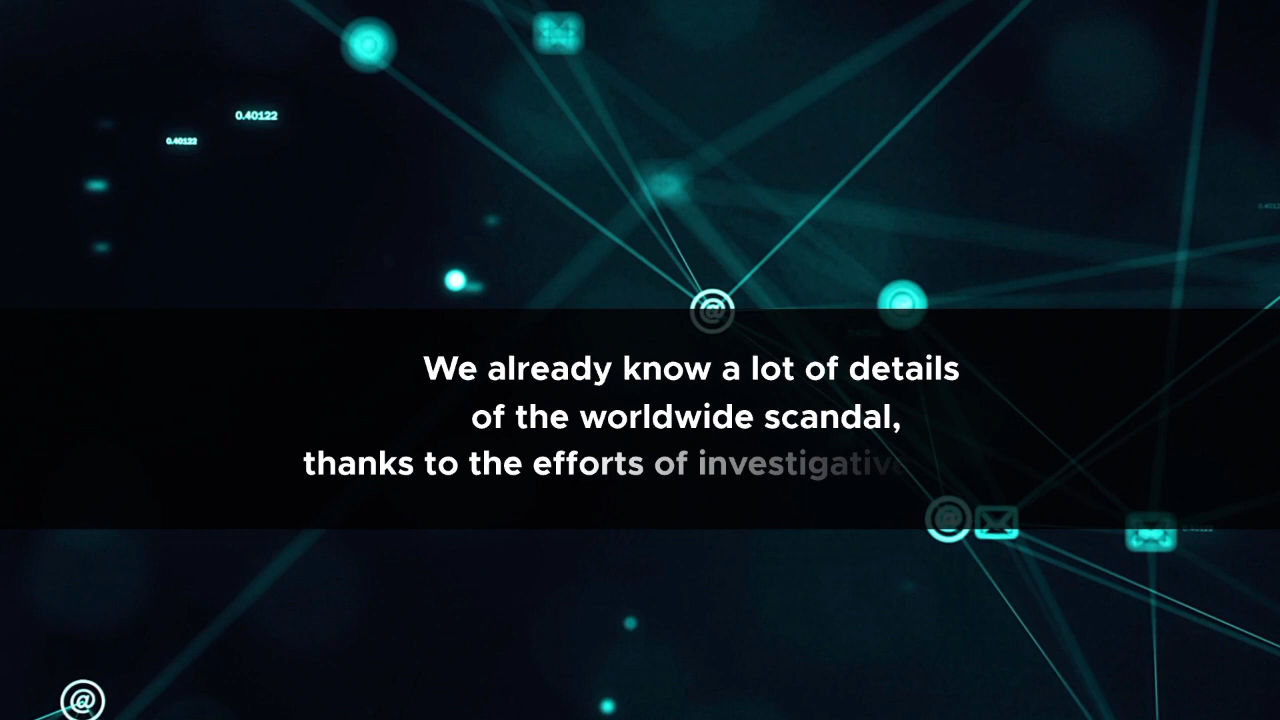 0.40122
0.40122
We already know a lot of details
of the worldwide scandal,
thanks to the efforts of investigative